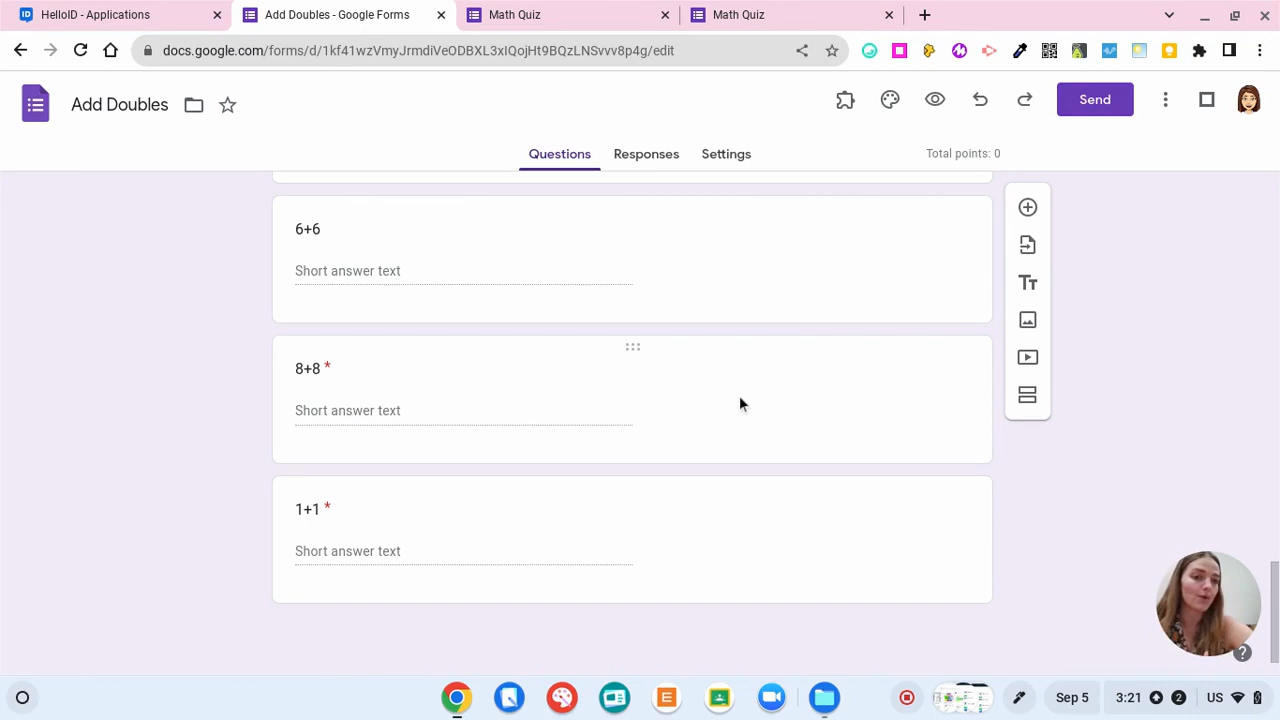 HelloID - Applications
Add Doubles - Google Forms
Math Quiz
Math Quiz
docs.google.com/forms/d/1kf41wzVmyJrmdiVeODBXL3xIQojHt9BQzLNSvvv8p4g/edit
Add Doubles
Send
Questions
Responses
Settings
Total points: 0
6+6
Short answer text
8+8 *
Short answer text
1+1 *
Short answer text
Sep 5
3:21
2
US